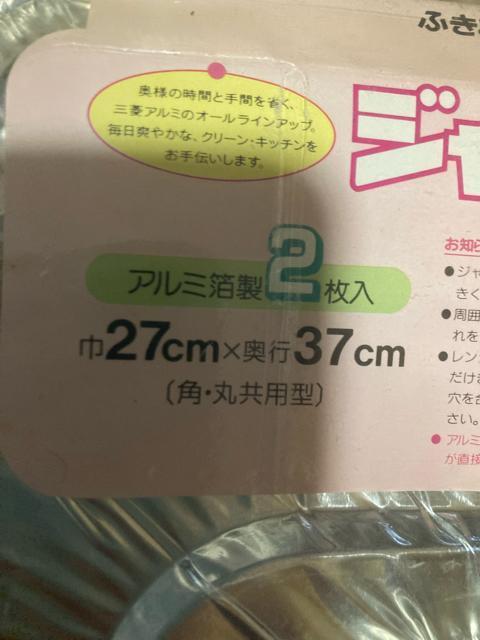 ふき
奥様の時間と手間を省く、
三菱アルミのオールラインアップ。
毎日爽やかな、クリーン・キッチンを
お手伝いします。
ジャ
アルミ箔製2枚入
巾27cm×奥行37cm
〔角・丸共用型〕
お知ら
●ジャ
きく
●周囲
れを
●レン
だけき
穴を合
さい。
●アルミ
が直接